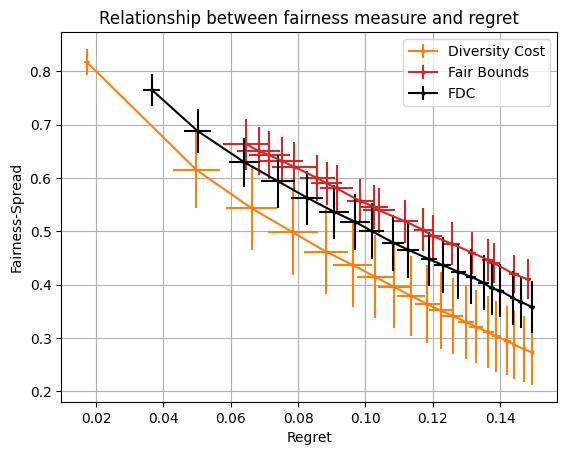 Relationship between fairness measure and regret
Diversity Cost
Fair Bounds
FDC
Fairness-Spread
0.8
0.7
0.6
0.5
0.4
0.3
0.2
0.02 0.04 0.06 0.08 0.10 0.12 0.14
Regret